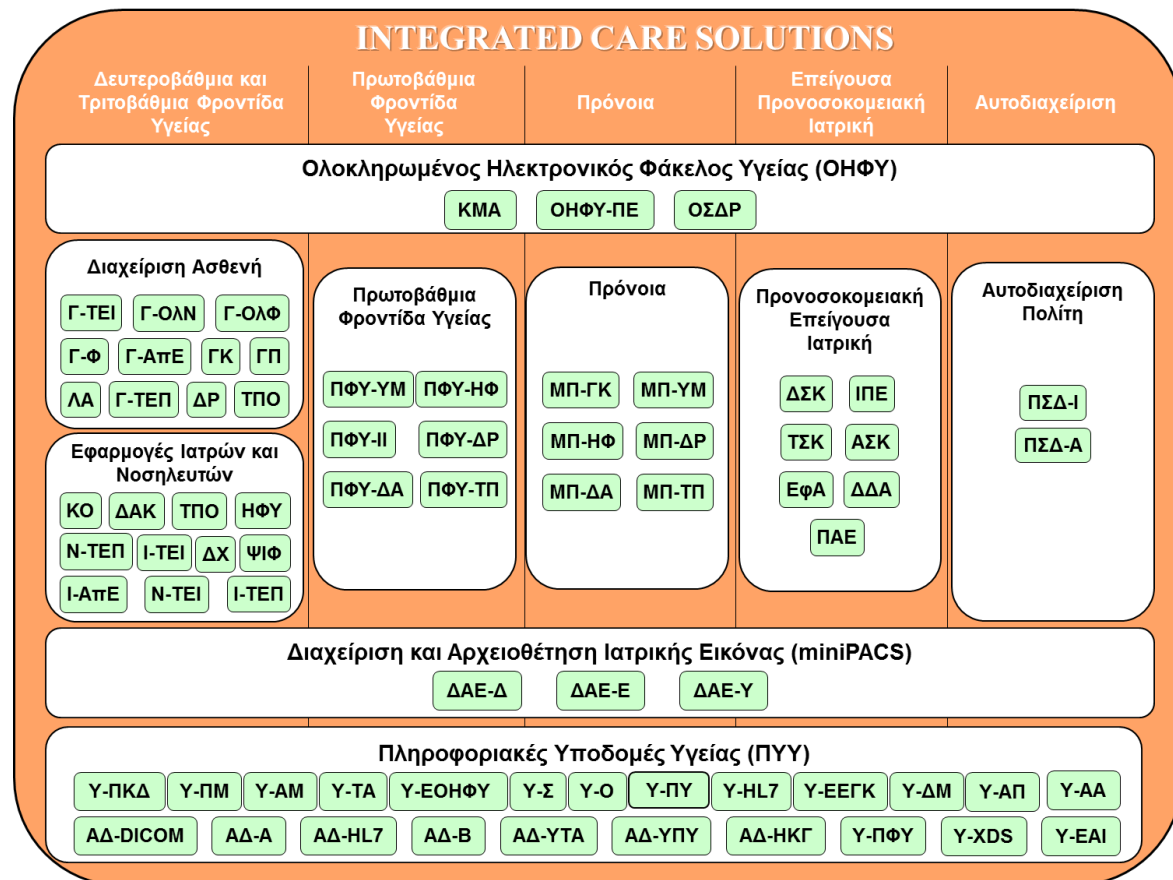 INTEGRATED CARE SOLUTIONS
Δευτεροβάθμια και
Τριτοβάθμια Φροντίδα
Υγείας
Πρωτοβάθμια
Φροντίδα
Υγείας
Πρόνοια
Επείγουσα
Προνοσοκομειακή
Ιατρική
Αυτοδιαχείριση
Ολοκληρωμένος Ηλεκτρονικός Φάκελος Υγείας (ΟΗΦΥ)
ΚΜΑ ΟΗΦΥ-ΠΕ ΟΣΔΡ
Διαχείριση Ασθενή
Γ-ΤΕΙ Γ-ΟλΝ Γ-ΟλΦ
Γ-Φ Γ-ΑπΕ ΓΚ ΓΠ
ΛΑ Γ-ΤΕΠ ΔΡ ΤΠΟ
Εφαρμογές Ιατρών και
Νοσηλευτών
ΚΟ ΔΑΚ ΤΠΟ ΗΦΥ
Ν-ΤΕΠ Ι-ΤΕΙ ΔΧ ΨΙΦ
Ι-ΑπΕ Ν-ΤΕΙ Ι-ΤΕΠ
Πρωτοβάθμια
Φροντίδα Υγείας
ΠΦΥ-ΥΜ ΠΦΥ-ΗΦ
ΠΦΥ-ΙΙ ΠΦΥ-ΔΡ
ΠΦΥ-ΔΑ ΠΦΥ-ΤΠ
Πρόνοια
ΜΠ-ΓΚ ΜΠ-ΥΜ
ΜΠ-ΗΦ ΜΠ-ΔΡ
ΜΠ-ΔΑ ΜΠ-ΤΠ
Προνοσοκομειακή
Επείγουσα
Ιατρική
ΔΣΚ ΙΠΕ
ΤΣΚ ΑΣΚ
ΕφΑ ΔΔΑ
ΠΑΕ
Αυτοδιαχείριση
Πολίτη
ΠΣΔ-Ι
ΠΣΔ-Α
Διαχείριση και Αρχειοθέτηση Ιατρικής Εικόνας (miniPACS)
ΔΑΕ-Δ ΔΑΕ-Ε ΔΑΕ-Υ
Πληροφοριακές Υποδομές Υγείας (ΠΥΥ)
Υ-ΠΚΔ Υ-ΠΜ Υ-ΑΜ Υ-ΤΑ Υ-ΕΟΗΦΥ Υ-Σ Υ-Ο Υ-ΠΥ Υ-HL7 Υ-ΕΕΓΚ Υ-ΔΜ Υ-ΑΠ Υ-ΑΑ
ΑΔ-DICOM ΑΔ-Α ΑΔ-HL7 ΑΔ-Β ΑΔ-ΥΤΑ ΑΔ-ΥΠΥ ΑΔ-ΗΚΓ Υ-ΠΦΥ Υ-XDS Υ-EAI